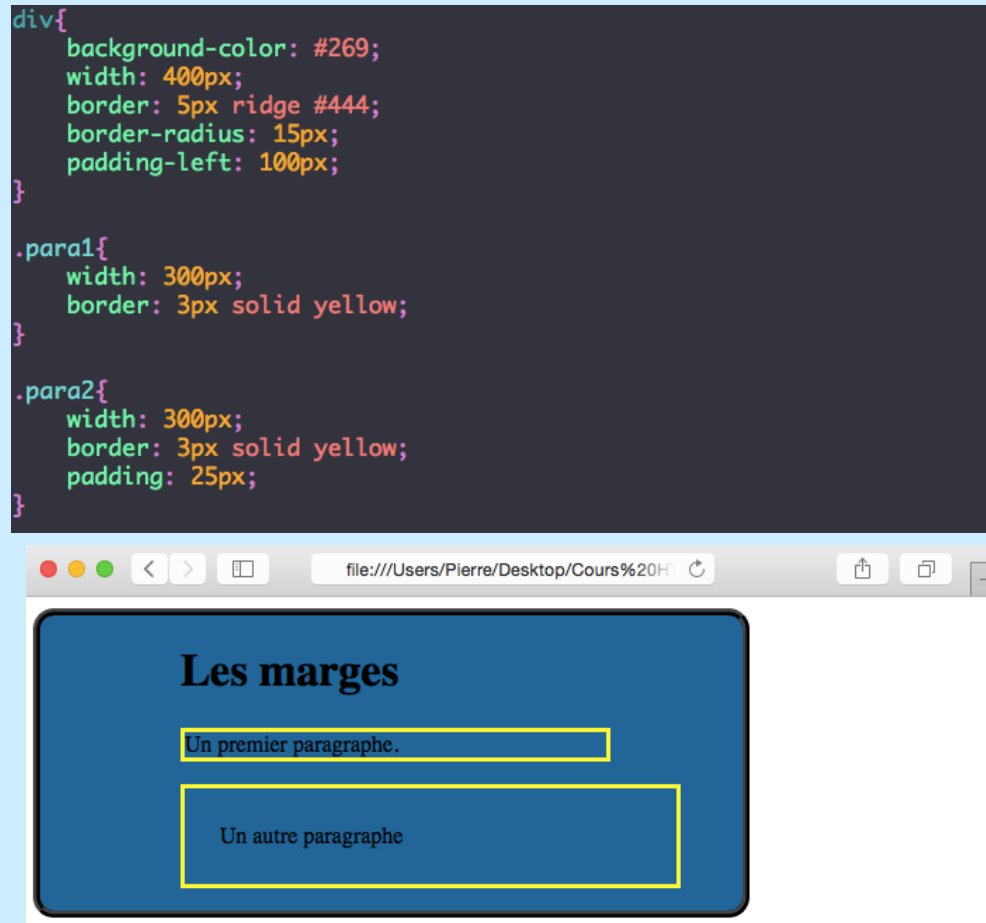 div{
    background-color: #269;
    width: 400px;
    border: 5px ridge #444;
    border-radius: 15px;
    padding-left: 100px;
}
.para1{
    width: 300px;
    border: 3px solid yellow;
}
.para2{
    width: 300px;
    border: 3px solid yellow;
    padding: 25px;
}
file:///Users/Pierre/Desktop/Cours%20H
Les marges
Un premier paragraphe.
Un autre paragraphe